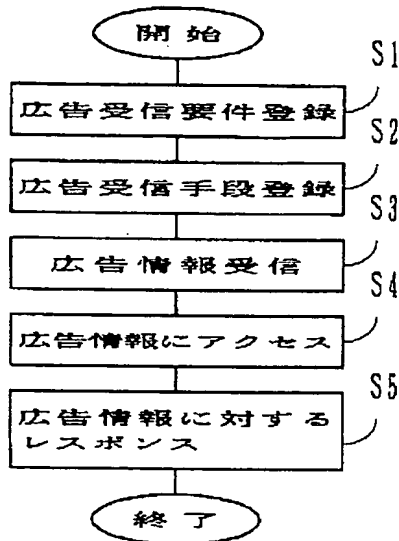 開始
S1
広告受信要件登録
S2
広告受信手段登録
S3
広告情報受信
S4
広告情報にアクセス
S5
広告情報に対する
レスポンス
終了